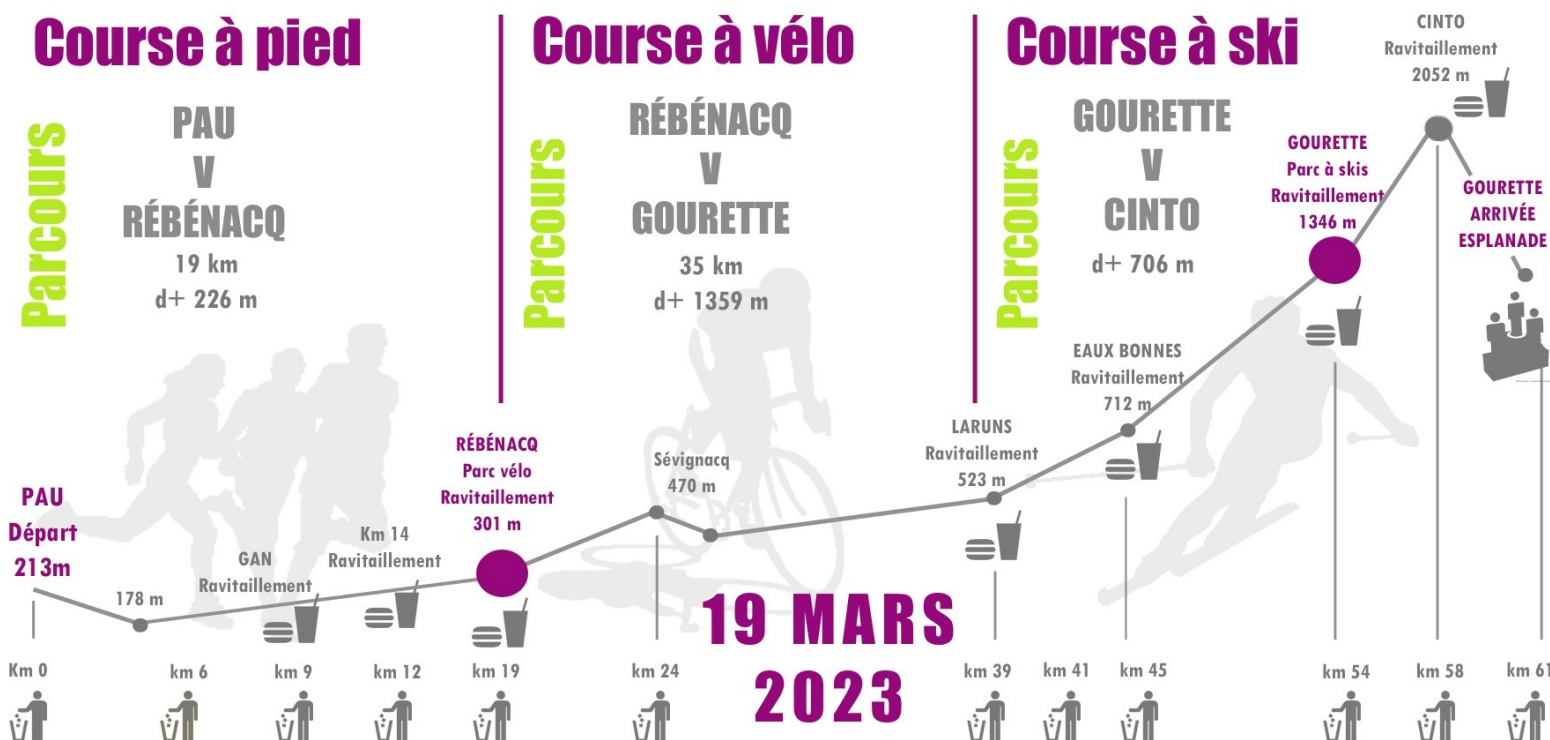 Course à pied
Parcours
PAU
V
RÉBÉNACQ
19 km
d+ 226 m
Course à vélo
Parcours
RÉBÉNACQ
V
GOURETTE
35 km
d+ 1359 m
Course à ski
Parcours
GOURETTE
V
CINTO
d+ 706 m
PAU
Départ
213m
178 m
GAN
Ravitaillement
Km 14
Ravitaillement
RÉBÉNACQ
Parc vélo
Ravitaillement
301 m
Sévignacq
470 m
LARUNS
Ravitaillement
523 m
EAUX BONNES
Ravitaillement
712 m
GOURETTE
Parc à skis
Ravitaillement
1346 m
CINTO
Ravitaillement
2052 m
GOURETTE
ARRIVÉE
ESPLANADE
19 MARS
2023
Km 0
km 6
km 9
km 12
km 19
km 24
km 39
km 41
km 45
km 54
km 58
km 61